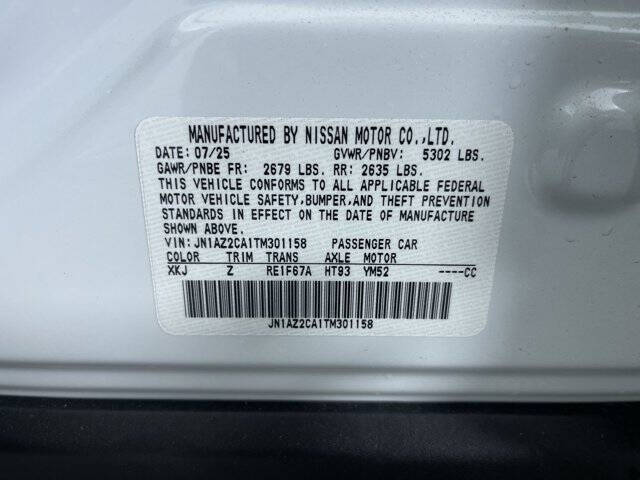 MANUFACTURED BY NISSAN MOTOR CO.,LTD.
DATE: 07/25 GVWR/PNBV: 5302 LBS.
GAWR/PNBE FR: 2679 LBS. RR: 2635 LBS.
THIS VEHICLE CONFORMS TO ALL APPLICABLE FEDERAL
MOTOR VEHICLE SAFETY,BUMPER,AND THEFT PREVENTION
STANDARDS IN EFFECT ON THE DATE OF MANUFACTURE
SHOWN ABOVE.
VIN: JN1AZ2CA1TM301158 PASSENGER CAR
COLOR TRIM TRANS AXLE MOTOR
XKJ Z RE1F67A HT93 YM52 ----CC
JN1AZ2CA1TM301158